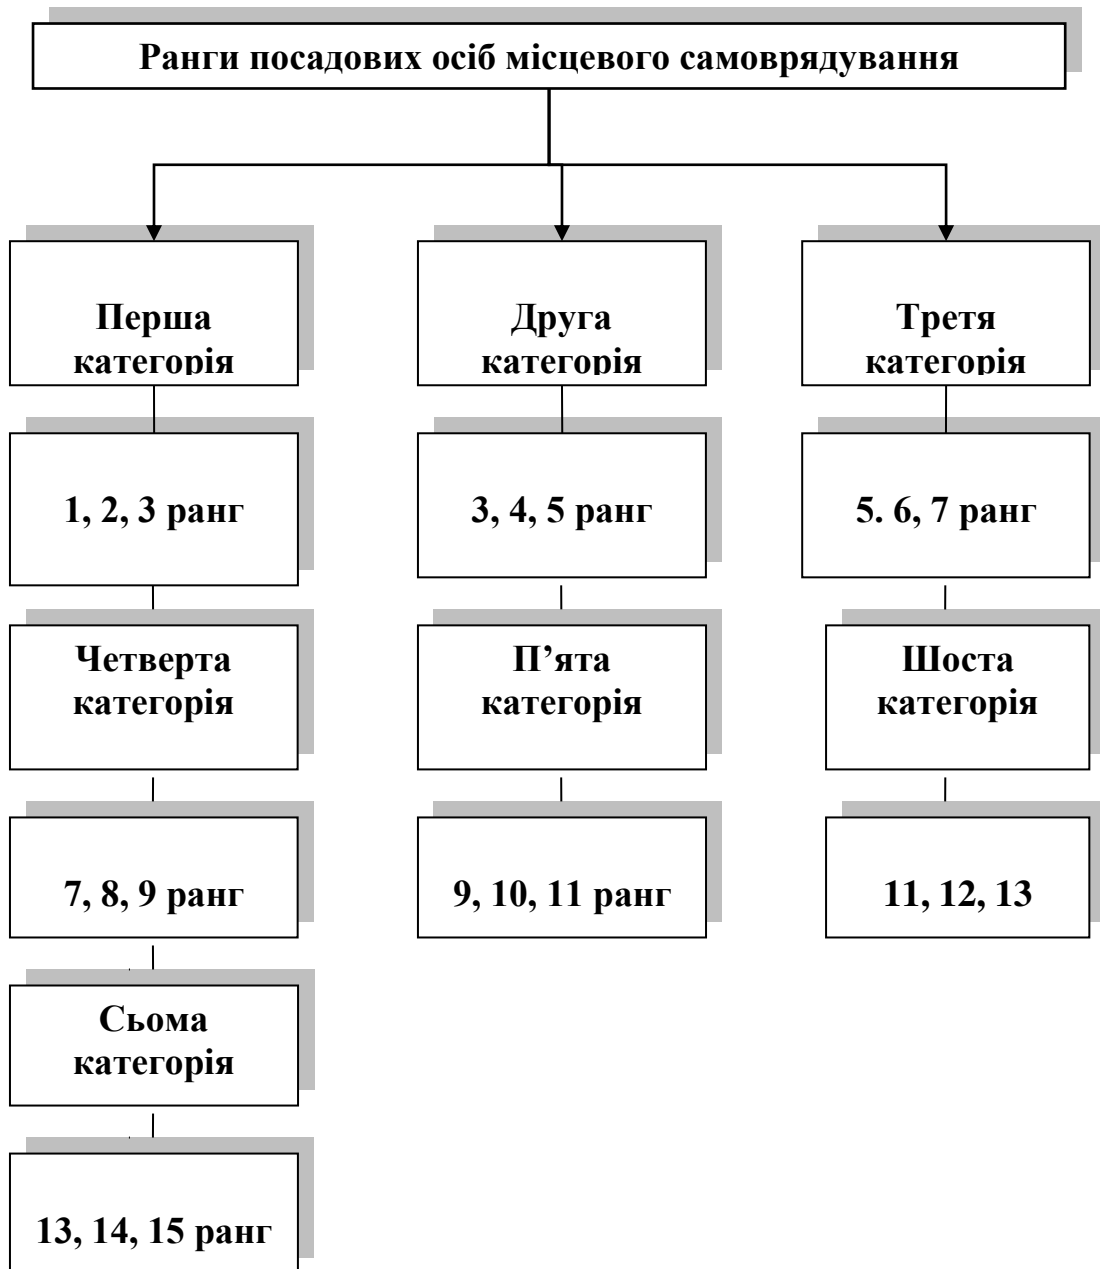 Ранги посадових осіб місцевого самоврядування
Перша
категорія
Друга
категорія
Третя
категорія
1, 2, 3 ранг
3, 4, 5 ранг
5. 6, 7 ранг
Четверта
категорія
П’ята
категорія
Шоста
категорія
7, 8, 9 ранг
9, 10, 11 ранг
11, 12, 13
Сьома
категорія
13, 14, 15 ранг